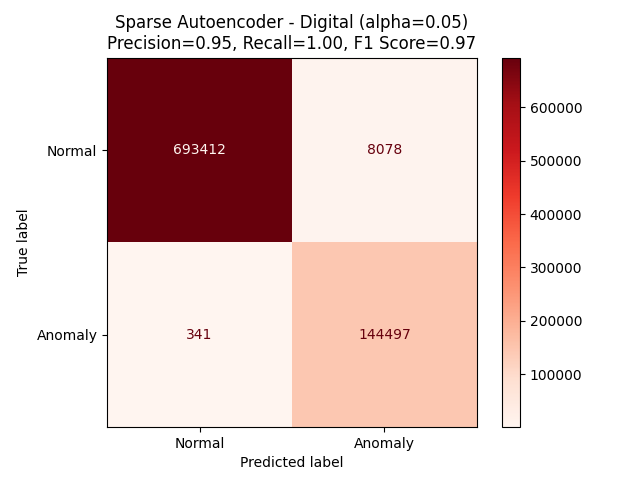 Sparse Autoencoder - Digital (alpha=0.05)
Precision=0.95, Recall=1.00, F1 Score=0.97
Normal
693412
8078
Anomaly
341
144497
Normal
Anomaly
Predicted label
True label
600000
500000
400000
300000
200000
100000